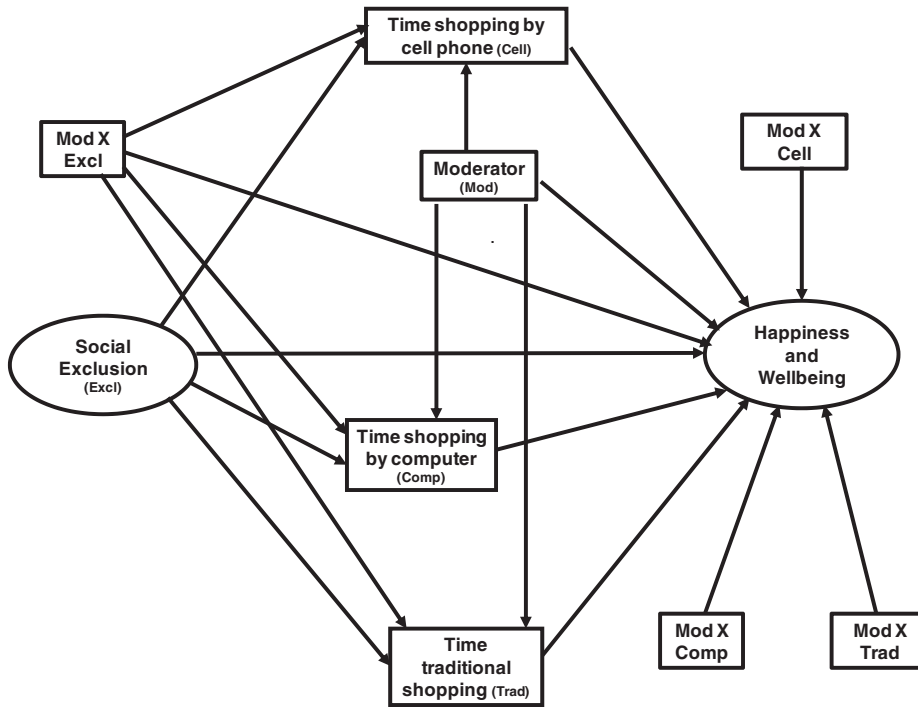 Time shopping by
cell phone (Cell)
Mod X
Excl
Mod X
Cell
Moderator
(Mod)
Social
Exclusion
(Excl)
Happiness
and
Wellbeing
Time shopping
by computer
(Comp)
Time
traditional
shopping (Trad)
Mod X
Comp
Mod X
Trad